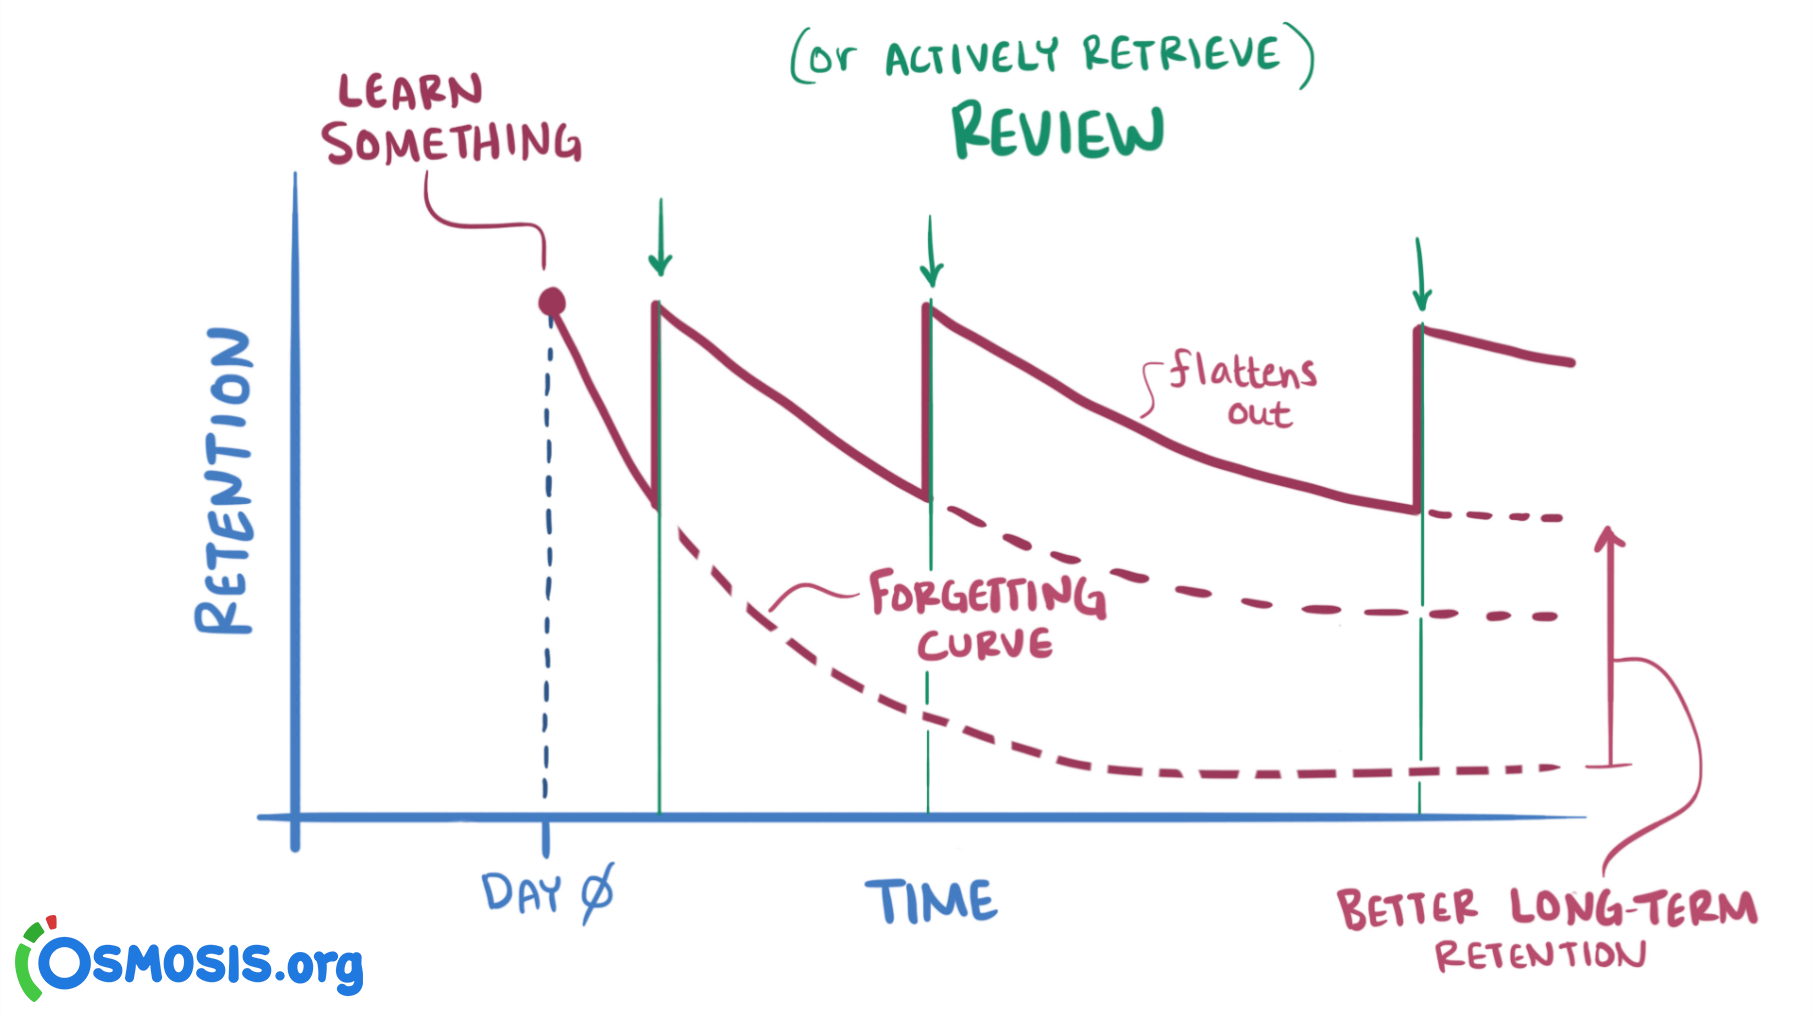 (or ACTIVELY RETRIEVE)
REVIEW
LEARN
SOMETHING
RETENTION
flattens
out
FORGETTING
CURVE
DAY 0
TIME
BETTER LONG-TERM
RETENTION
OSMOSIS.org